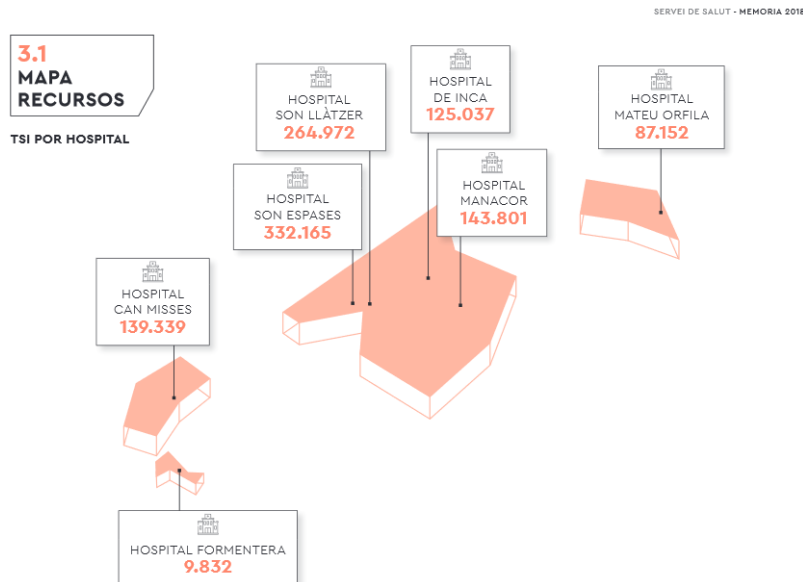 SERVEI DE SALUT - MEMORIA 2018
3.1
MAPA
RECURSOS
TSI POR HOSPITAL
HOSPITAL
SON LLÀTZER
264.972
HOSPITAL
DE INCA
125.037
HOSPITAL
MATEU ORFILA
87.152
HOSPITAL
SON ESPASES
332.165
HOSPITAL
MANACOR
143.801
HOSPITAL
CAN MISSES
139.339
HOSPITAL FORMENTERA
9.832